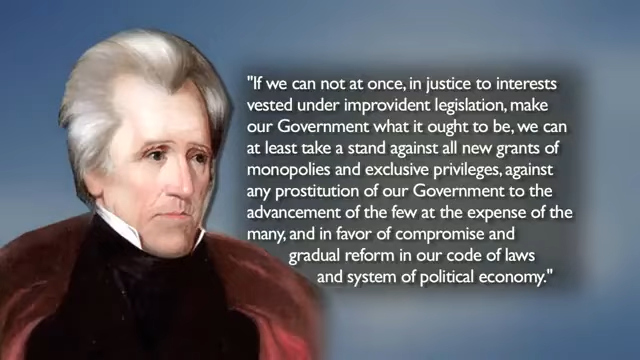 "If we can not at once, in justice to interests
vested under improvident legislation, make
our Government what it ought to be, we can
at least take a stand against all new grants of
monopolies and exclusive privileges, against
any prostitution of our Government to the
advancement of the few at the expense of the
many, and in favor of compromise and
gradual reform in our code of laws
and system of political economy."